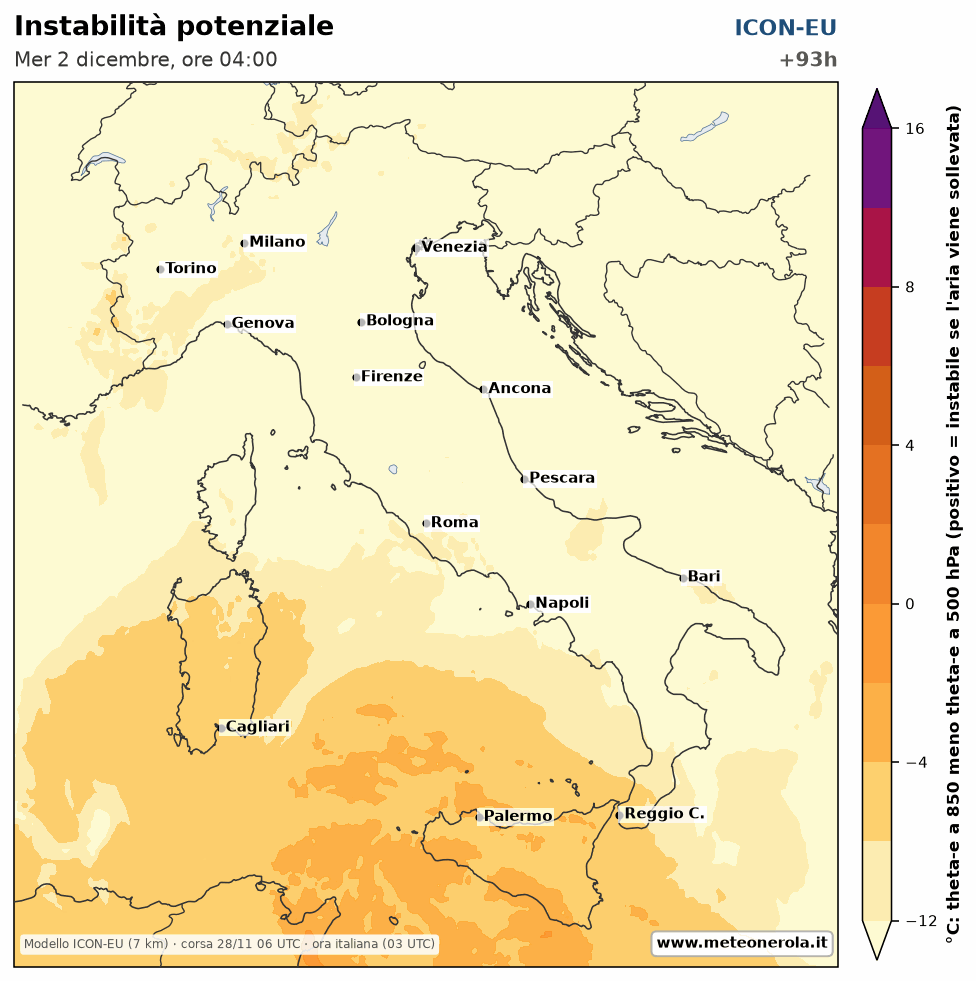 Instabilità potenziale
ICON-EU
Mer 2 dicembre, ore 04:00
+93h
Milano
Venezia
Torino
Genova
Bologna
Firenze
Ancona
Pescara
Roma
Bari
Napoli
Cagliari
Palermo
Reggio C.
Modello ICON-EU (7 km) · corsa 28/11 06 UTC · ora italiana (03 UTC)
www.meteonerola.it
16
8
4
0
−4
−12
°C: theta-e a 850 meno theta-e a 500 hPa (positivo = instabile se l'aria viene sollevata)